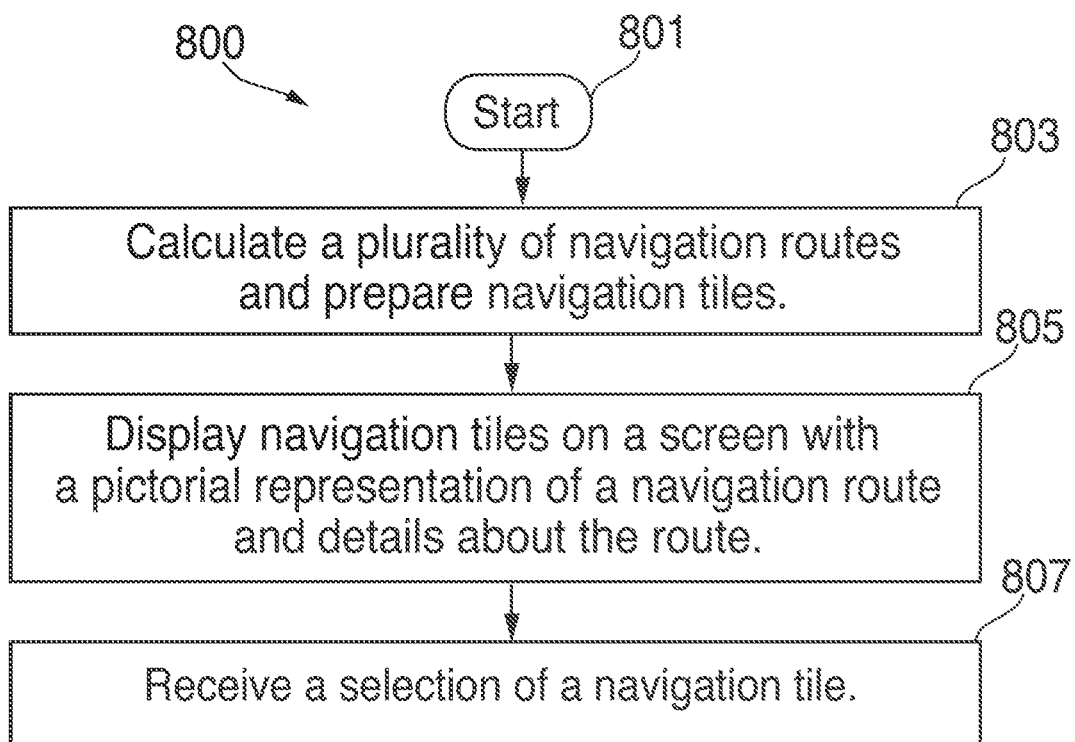 800
801
Start
803
Calculate a plurality of navigation routes
and prepare navigation tiles.
805
Display navigation tiles on a screen with
a pictorial representation of a navigation route
and details about the route.
807
Receive a selection of a navigation tile.